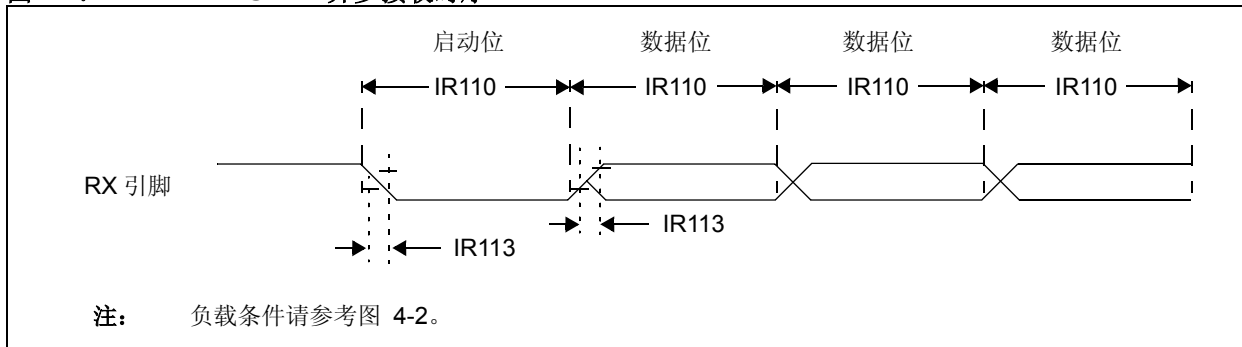 启动位 数据位 数据位 数据位
IR110 IR110 IR110 IR110
RX 引脚
IR113
IR113
注： 负载条件请参考图 4-2。